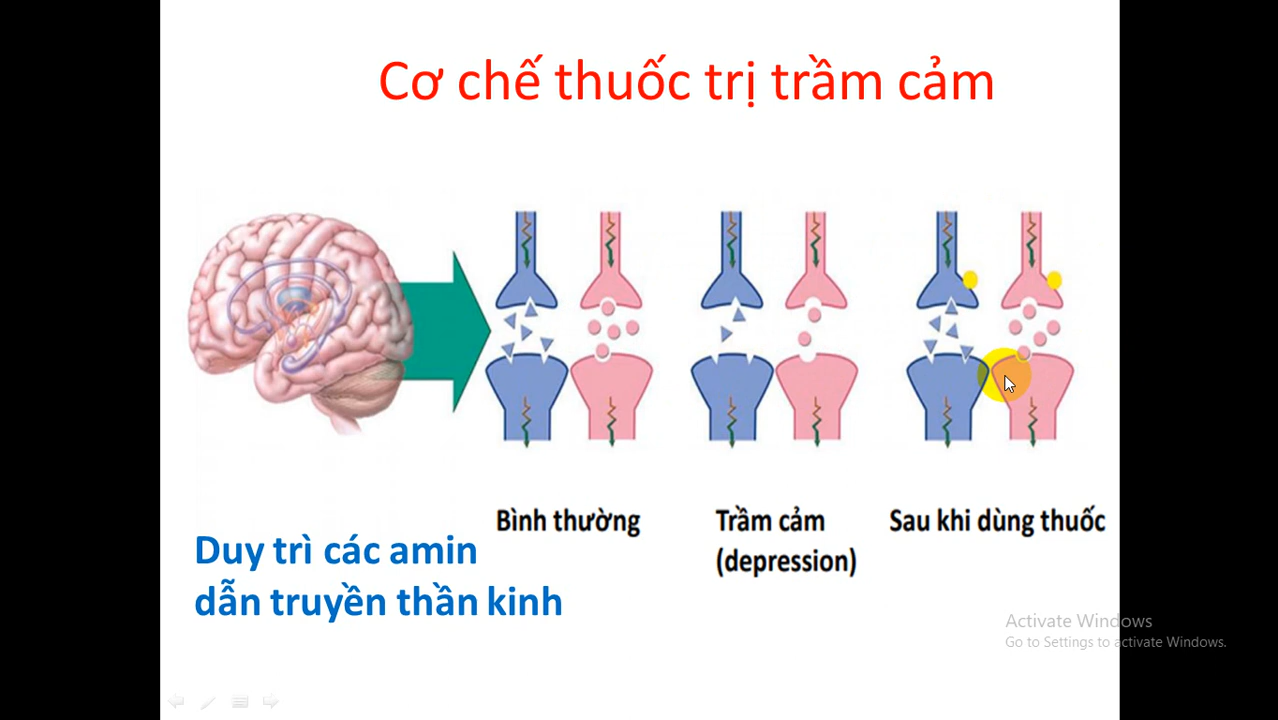 Cơ chế thuốc trị trầm cảm
Bình thường
Trầm cảm
(depression)
Sau khi dùng thuốc
Duy trì các amin
dẫn truyền thần kinh
Activate Windows
Go to Settings to activate Windows.